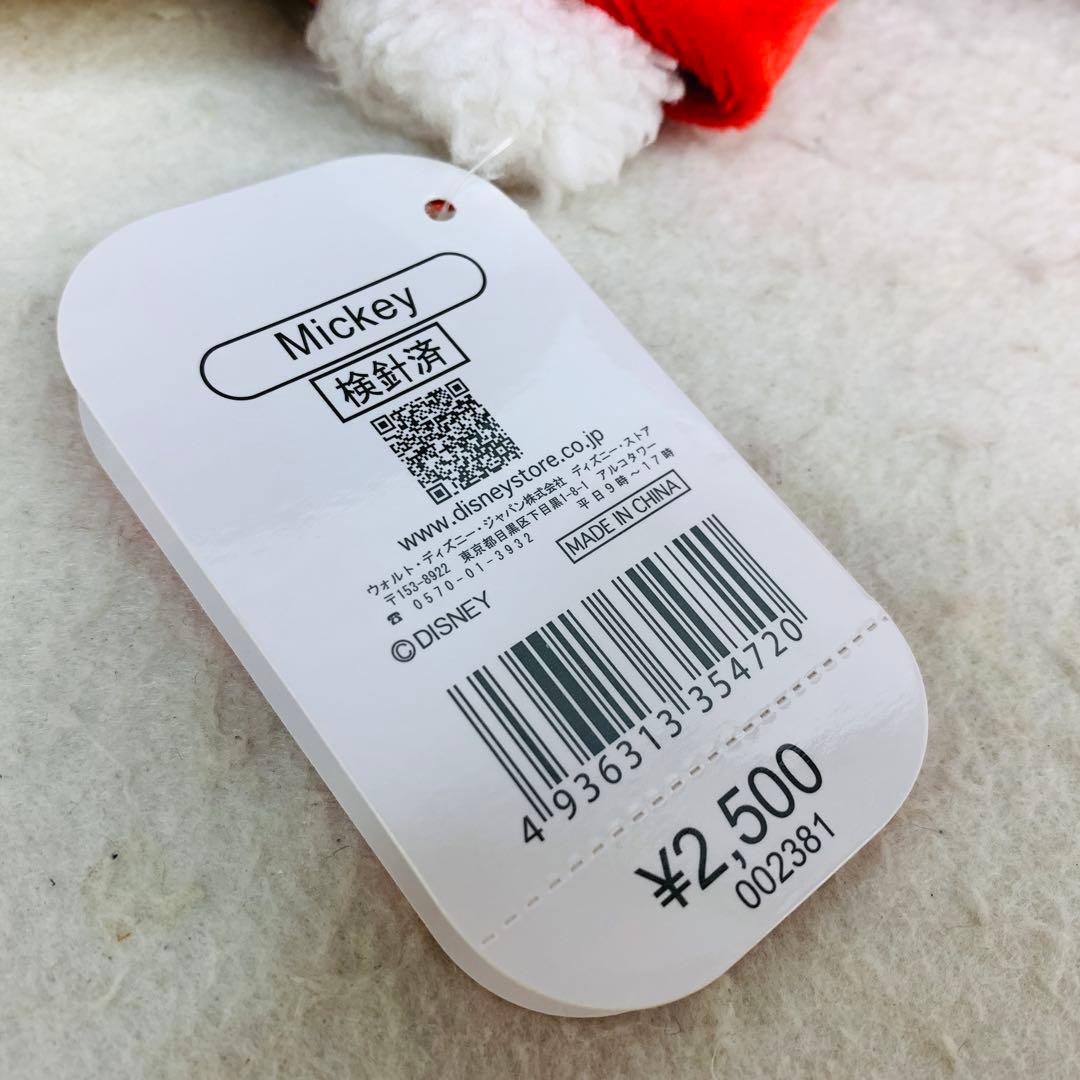 Mickey
検針済
www.disneystore.co.jp
ウォルト・ディズニー・ジャパン株式会社 ディズニー・ストア
〒153-8922 東京都目黒区下目黒1-8-1 アルコタワー
☎ 0570-01-3932 平日9時～17時
©DISNEY
MADE IN CHINA
4 936313 354720
¥2,500
002381